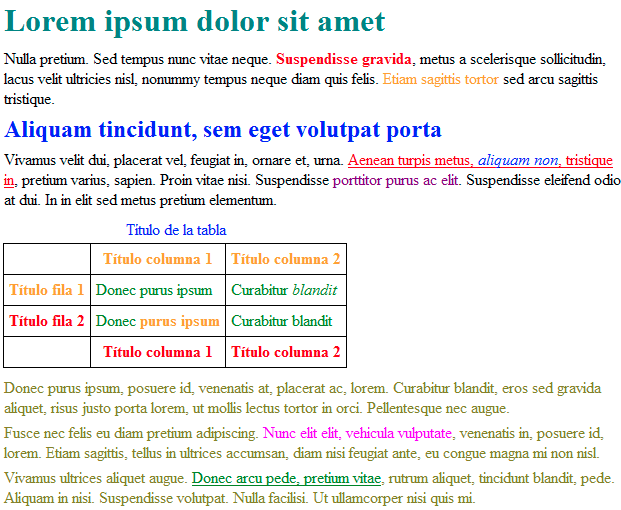 Lorem ipsum dolor sit amet
Nulla pretium. Sed tempus nunc vitae neque. Suspendisse gravida, metus a scelerisque sollicitudin,
lacus velit ultricies nisl, nonummy tempus neque diam quis felis. Etiam sagittis tortor sed arcu sagittis
tristique.
Aliquam tincidunt, sem eget volutpat porta
Vivamus velit dui, placerat vel, feugiat in, ornare et, urna. Aenean turpis metus, aliquam non, tristique
in, pretium varius, sapien. Proin vitae nisi. Suspendisse porttitor purus ac elit. Suspendisse eleifend odio
at dui. In in elit sed metus pretium elementum.
Título de la tabla
Título columna 1 Título columna 2
Título fila 1 Donec purus ipsum Curabitur blandit
Título fila 2 Donec purus ipsum Curabitur blandit
Título columna 1 Título columna 2
Donec purus ipsum, posuere id, venenatis at, placerat ac, lorem. Curabitur blandit, eros sed gravida
aliquet, risus justo porta lorem, ut mollis lectus tortor in orci. Pellentesque nec augue.
Fusce nec felis eu diam pretium adipiscing. Nunc elit elit, vehicula vulputate, venenatis in, posuere id,
lorem. Etiam sagittis, tellus in ultrices accumsan, diam nisi feugiat ante, eu congue magna mi non nisl.
Vivamus ultrices aliquet augue. Donec arcu pede, pretium vitae, rutrum aliquet, tincidunt blandit, pede.
Aliquam in nisi. Suspendisse volutpat. Nulla facilisi. Ut ullamcorper nisi quis mi.